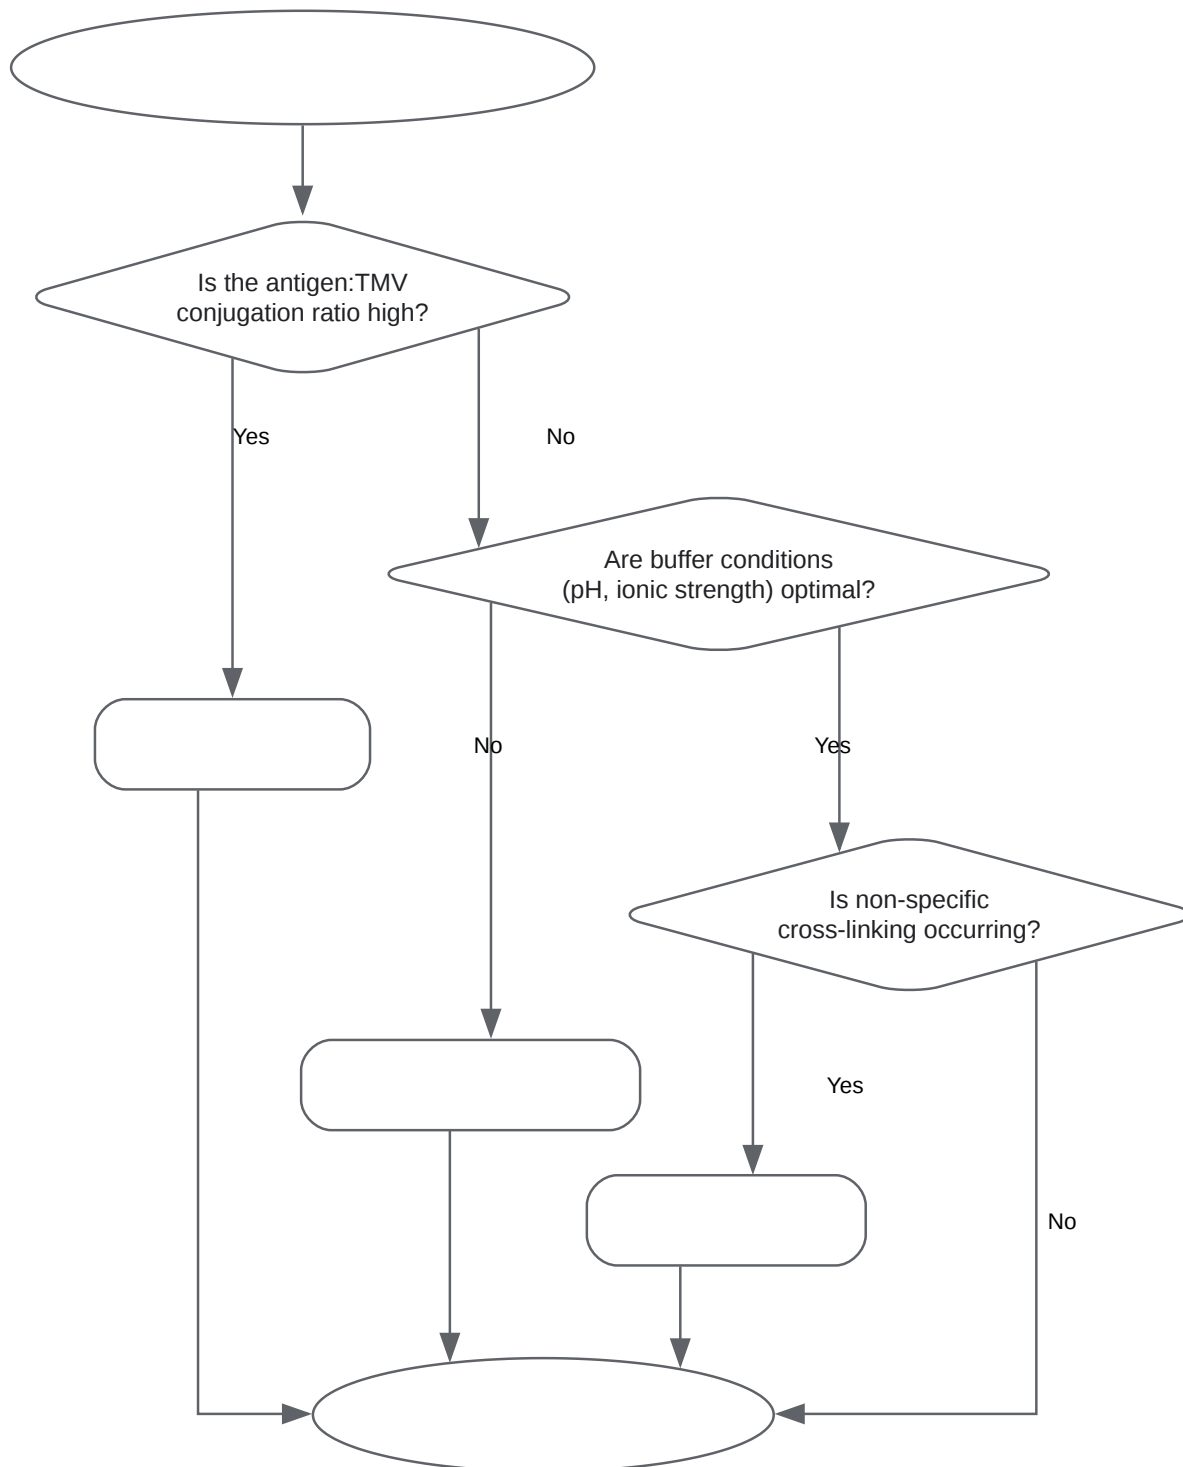 Is the antigen:TMV
conjugation ratio high?
Yes
No
Are buffer conditions
(pH, ionic strength) optimal?
No
Yes
Is non-specific
cross-linking occurring?
Yes
No